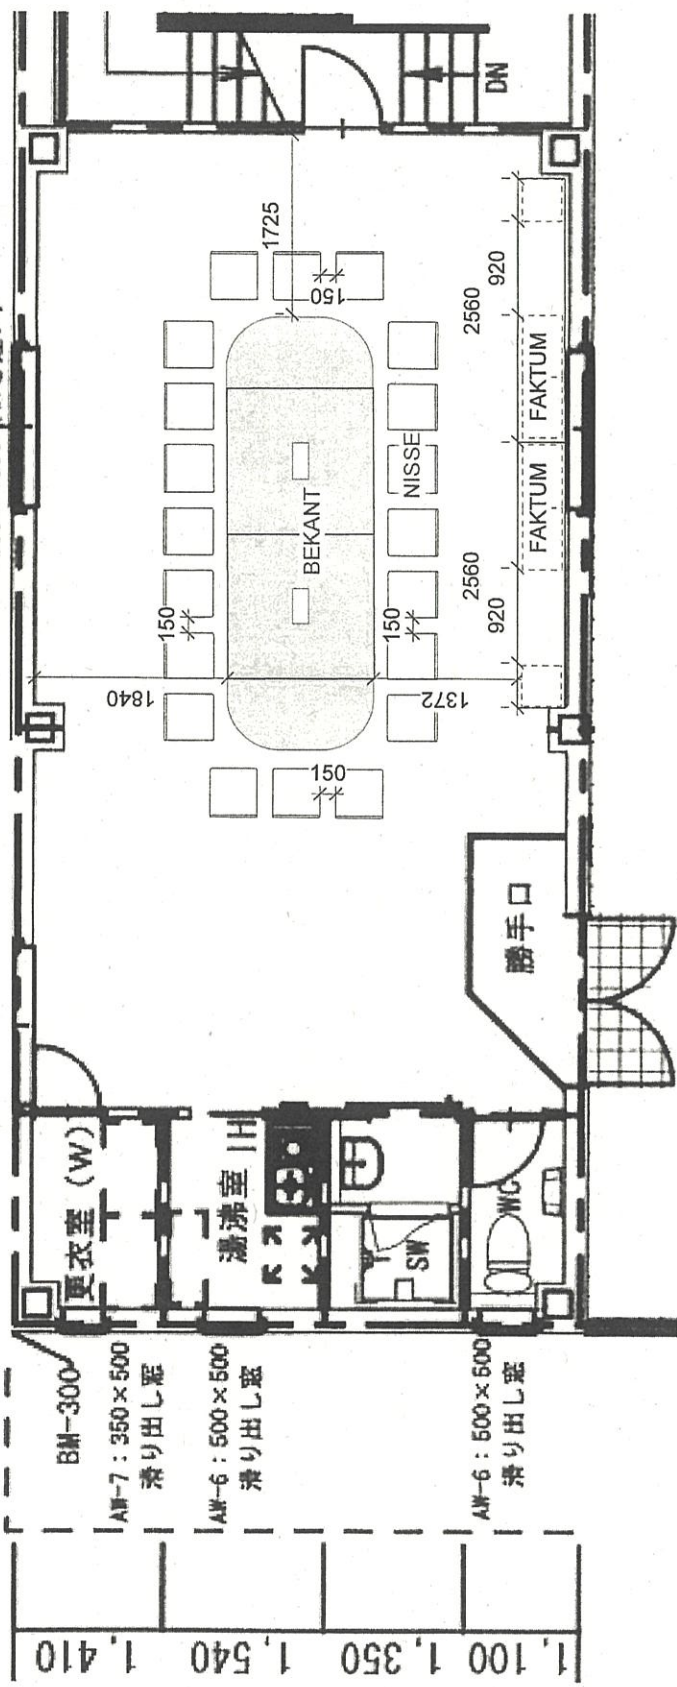 DN
1725
150
920
2560
FAKTUM
NISSE
BEKANT
FAKTUM
150
150
2560
920
1840
1372
150
勝手口
更衣室 (W)
湯沸室 IH
SW
WC
BM-300
AW-7：350×500
滑り出し窓
AW-6：500×500
滑り出し窓
AW-6：500×500
滑り出し窓
1,410
1,540
1,350
1,100